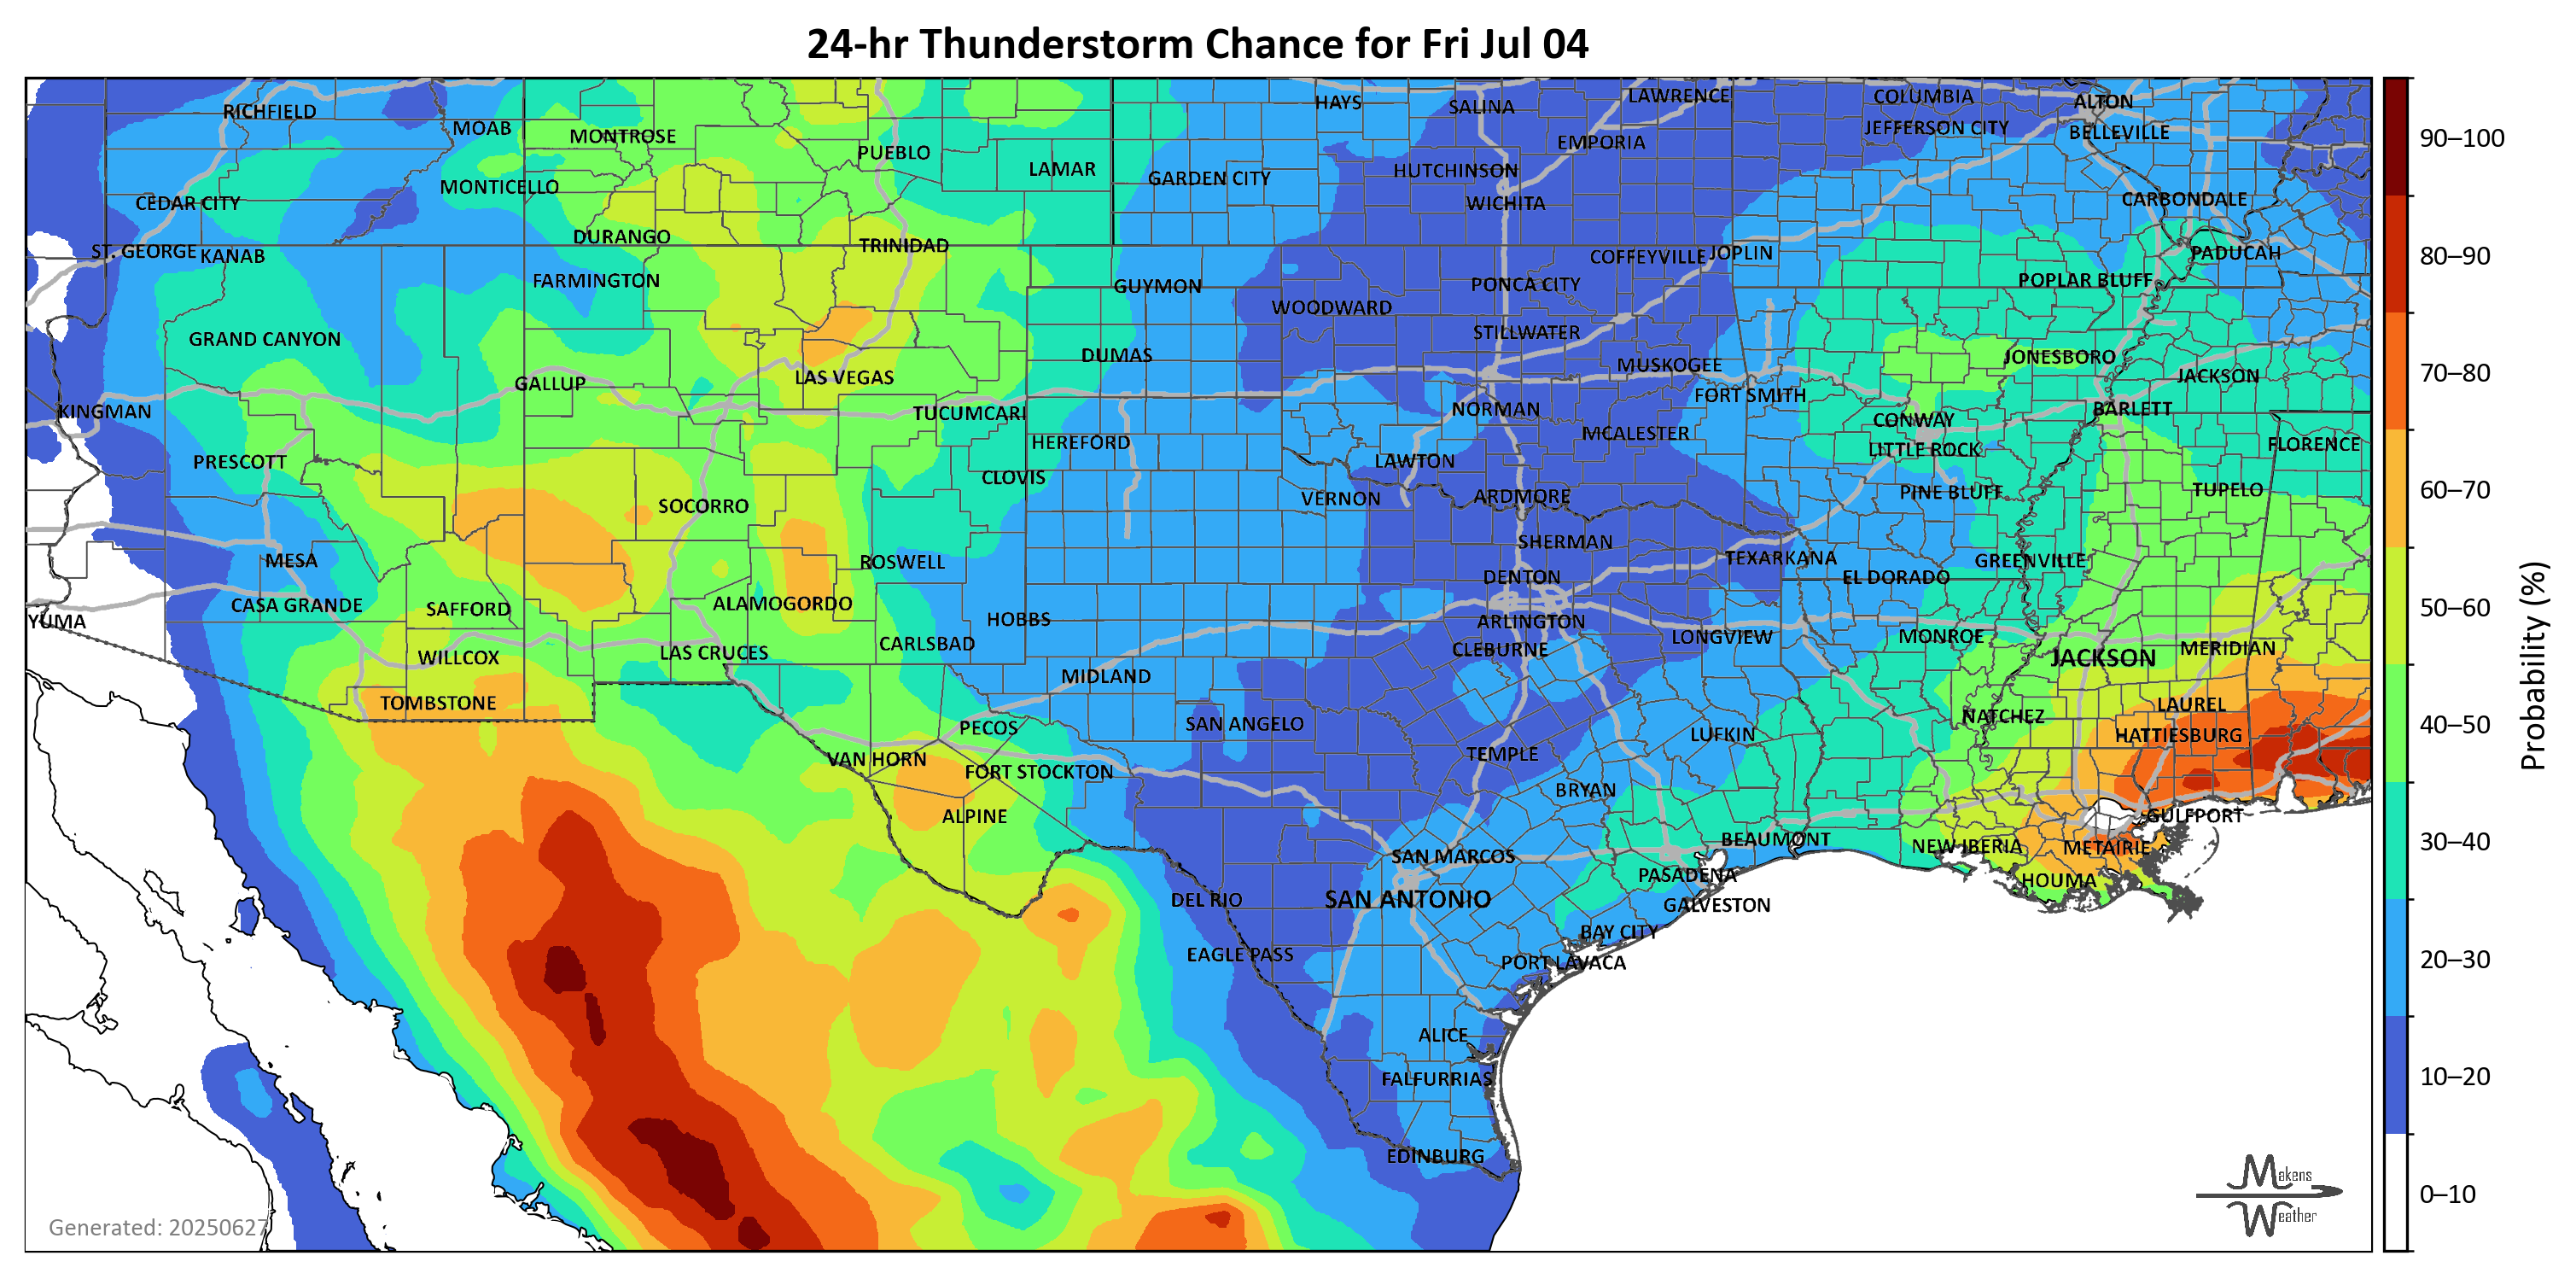 24-hr Thunderstorm Chance for Fri Jul 04
RICHFIELD
MOAB
MONTROSE
PUEBLO
LAMAR
HAYS
SALINA
LAWRENCE
COLUMBIA
ALTON
JEFFERSON CITY
BELLEVILLE
EMPORIA
HUTCHINSON
GARDEN CITY
MONTICELLO
CEDAR CITY
WICHITA
CARBONDALE
DURANGO
TRINIDAD
ST. GEORGE
KANAB
COFFEYVILLE
JOPLIN
PADUCAH
FARMINGTON
GUYMON
PONCA CITY
POPLAR BLUFF
WOODWARD
STILLWATER
GRAND CANYON
DUMAS
MUSKOGEE
JONESBORO
JACKSON
GALLUP
LAS VEGAS
FORT SMITH
KINGMAN
TUCUMCARI
NORMAN
BARLETT
CONWAY
MCALESTER
HEREFORD
LITTLE ROCK
FLORENCE
PRESCOTT
LAWTON
CLOVIS
VERNON
ARDMORE
PINE BLUFF
TUPELO
SOCORRO
SHERMAN
MESA
ROSWELL
TEXARKANA
GREENVILLE
DENTON
EL DORADO
CASA GRANDE
SAFFORD
ALAMOGORDO
HOBBS
ARLINGTON
YUMA
LONGVIEW
MONROE
CARLSBAD
CLEBURNE
MERIDIAN
WILLCOX
LAS CRUCES
JACKSON
MIDLAND
TOMBSTONE
LAUREL
NATCHEZ
SAN ANGELO
PECOS
LUFKIN
HATTIESBURG
TEMPLE
VAN HORN
FORT STOCKTON
BRYAN
ALPINE
GULFPORT
BEAUMONT
NEW IBERIA
METAIRIE
SAN MARCOS
PASADENA
HOUMA
DEL RIO
SAN ANTONIO
GALVESTON
BAY CITY
EAGLE PASS
PORT LAVACA
ALICE
FALFURRIAS
EDINBURG
Generated: 20250627
Makens
Weather
90–100
80–90
70–80
60–70
50–60
40–50
30–40
20–30
10–20
0–10
Probability (%)